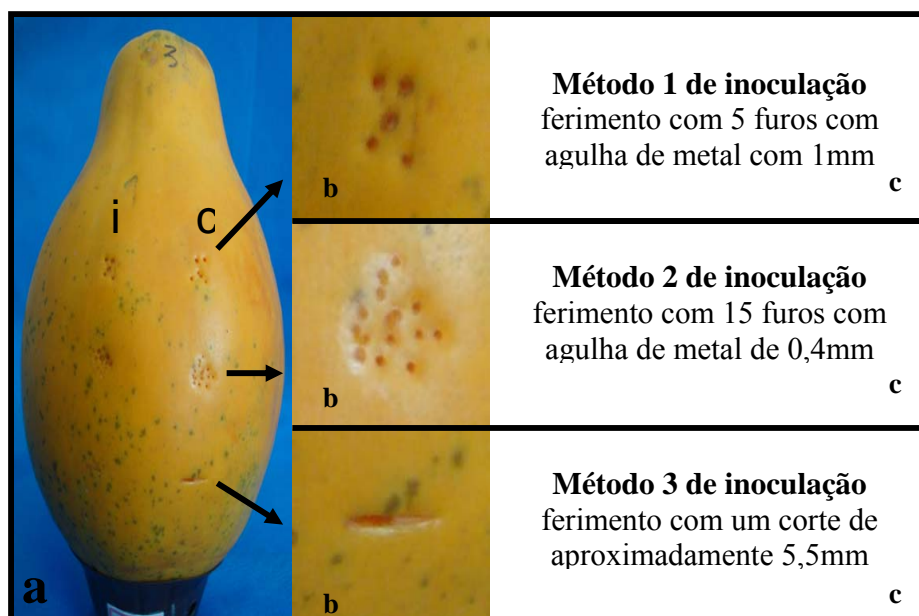 3
i c
a
b
Método 1 de inoculação
ferimento com 5 furos com
agulha de metal com 1mm
c
b
Método 2 de inoculação
ferimento com 15 furos com
agulha de metal de 0,4mm
c
b
Método 3 de inoculação
ferimento com um corte de
aproximadamente 5,5mm
c